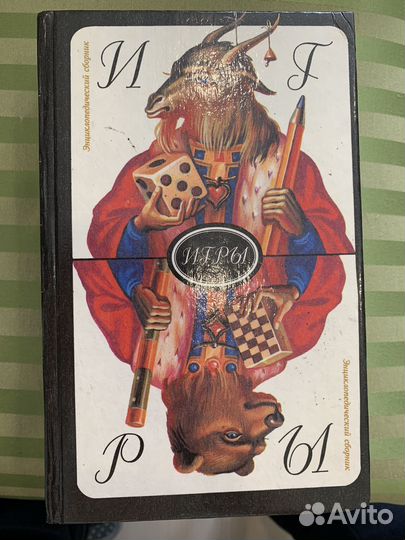 И Г
Энциклопедический сборник
ИГРЫ
Энциклопедический сборник
Р Ы
Avito